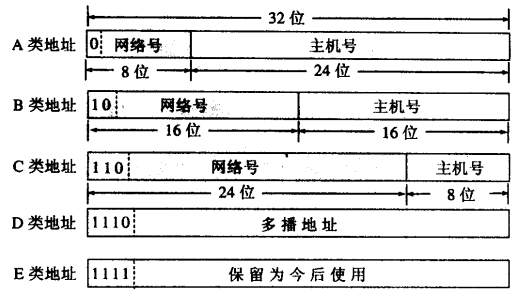 32 位
A 类地址 0 网络号 主机号
8 位 24 位
B 类地址 10 网络号 主机号
16 位 16 位
C 类地址 110 网络号 主机号
24 位 8 位
D 类地址 1110 多播地址
E 类地址 1111 保留为今后使用